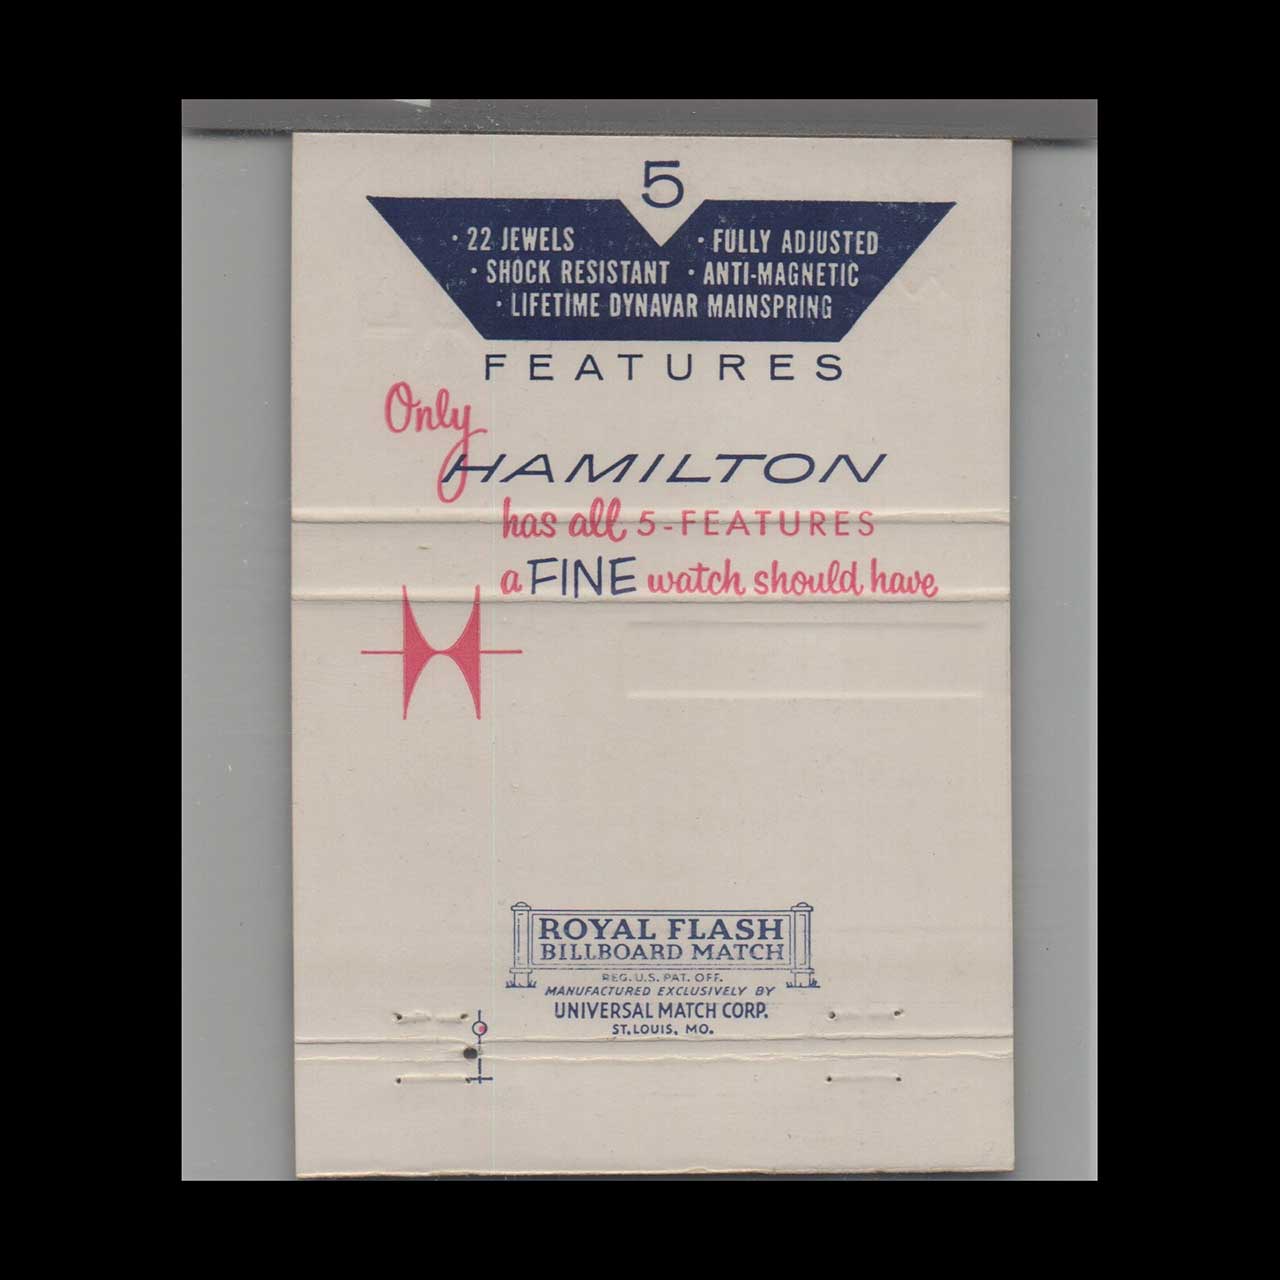 5
· 22 JEWELS · FULLY ADJUSTED
· SHOCK RESISTANT · ANTI-MAGNETIC
· LIFETIME DYNAVAR MAINSPRING
FEATURES
Only
HAMILTON
has all 5-FEATURES
a FINE watch should have
ROYAL FLASH
BILLBOARD MATCH
REG. U.S. PAT. OFF.
MANUFACTURED EXCLUSIVELY BY
UNIVERSAL MATCH CORP.
ST. LOUIS, MO.